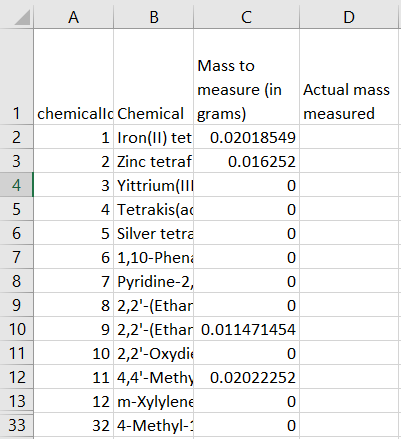 A B C D
1 chemicalId Chemical Mass to measure (in grams) Actual mass measured
2 1 Iron(II) tet 0.02018549
3 2 Zinc tetraf 0.016252
4 3 Yittrium(III 0
5 4 Tetrakis(ac 0
6 5 Silver tetra 0
7 6 1,10-Phena 0
8 7 Pyridine-2, 0
9 8 2,2'-(Ethar 0
10 9 2,2'-(Ethar 0.011471454
11 10 2,2'-Oxydie 0
12 11 4,4'-Methy 0.02022252
13 12 m-Xylylene 0
33 32 4-Methyl-1 0